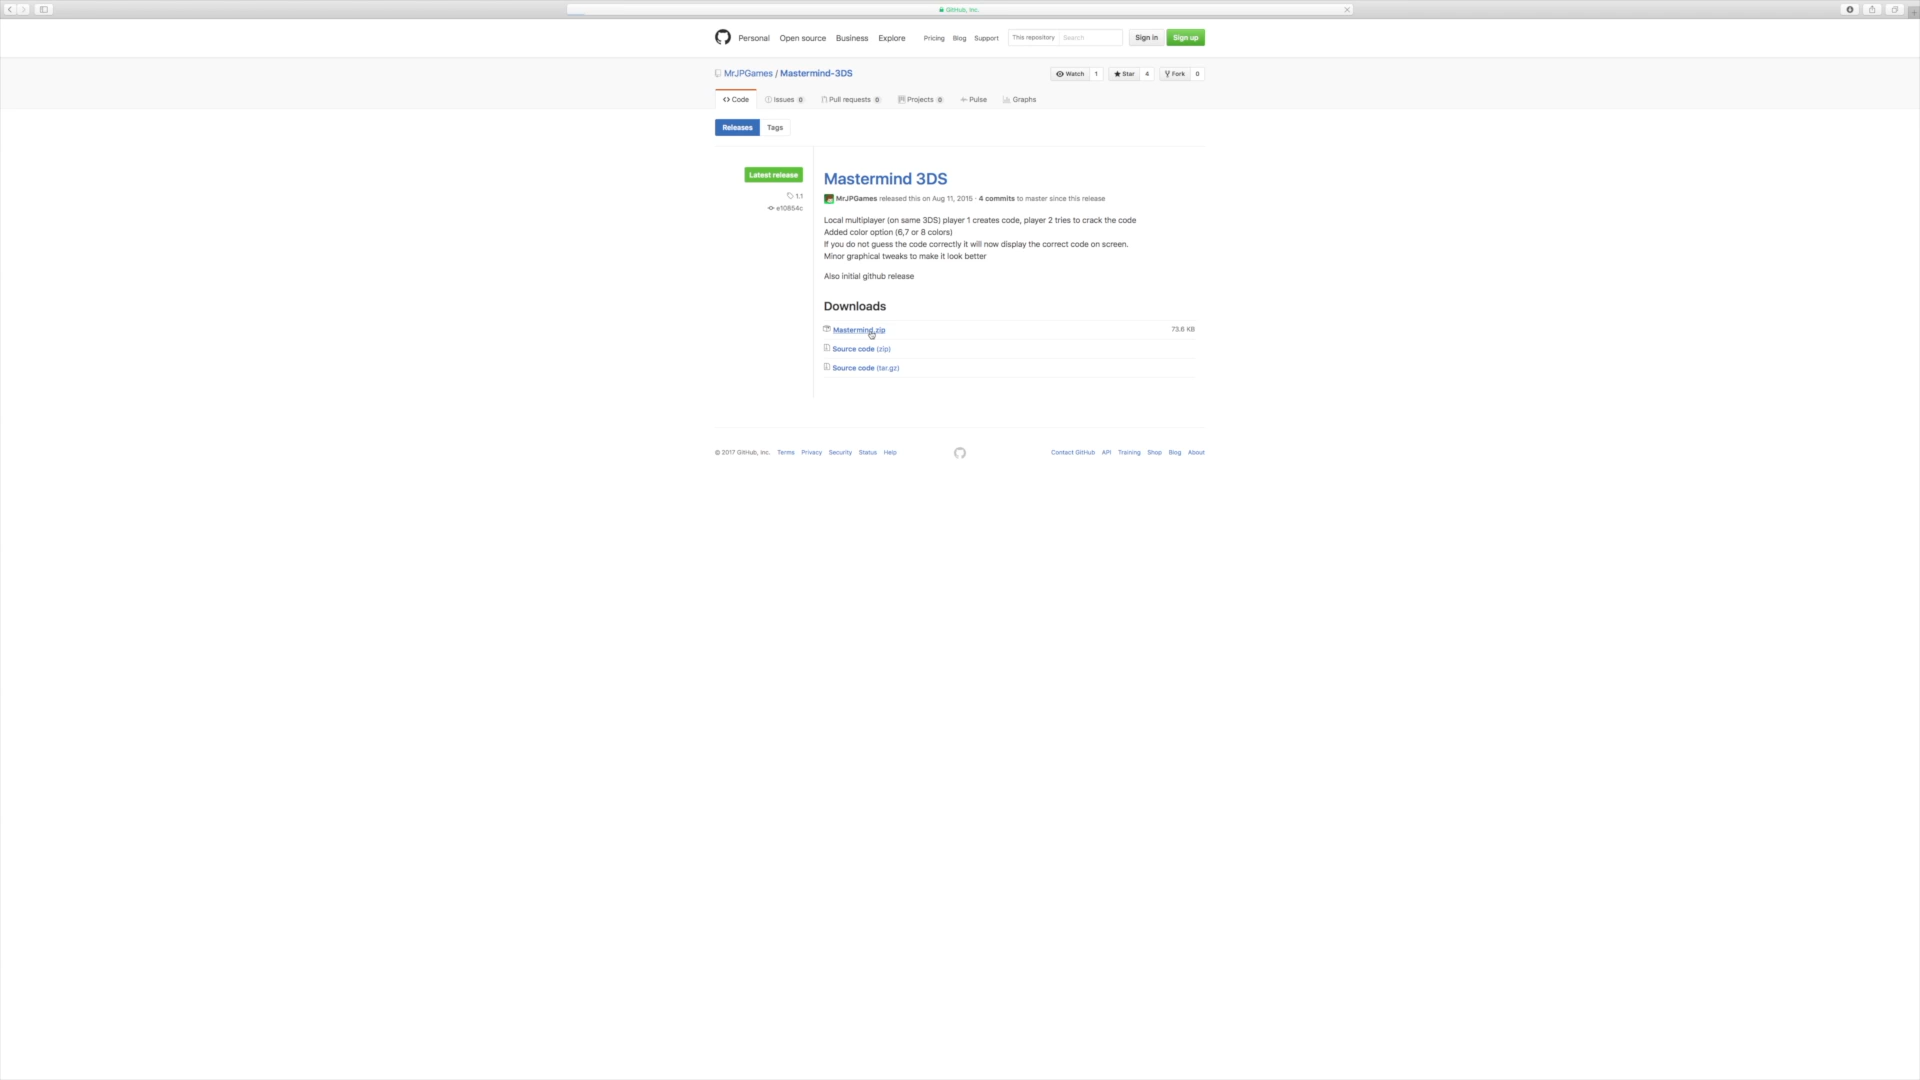 GitHub, Inc.
Personal Open source Business Explore Pricing Blog Support This repository Search Sign in Sign up
MrJPGames / Mastermind-3DS Watch 1 Star 4 Fork 0
Code Issues 0 Pull requests 0 Projects 0 Pulse Graphs
Releases Tags
Latest release
1.1
e10854c
Mastermind 3DS
MrJPGames released this on Aug 11, 2015 · 4 commits to master since this release
Local multiplayer (on same 3DS) player 1 creates code, player 2 tries to crack the code
Added color option (6,7 or 8 colors)
If you do not guess the code correctly it will now display the correct code on screen.
Minor graphical tweaks to make it look better
Also initial github release
Downloads
Mastermind.zip 73.6 KB
Source code (zip)
Source code (tar.gz)
© 2017 GitHub, Inc. Terms Privacy Security Status Help Contact GitHub API Training Shop Blog About